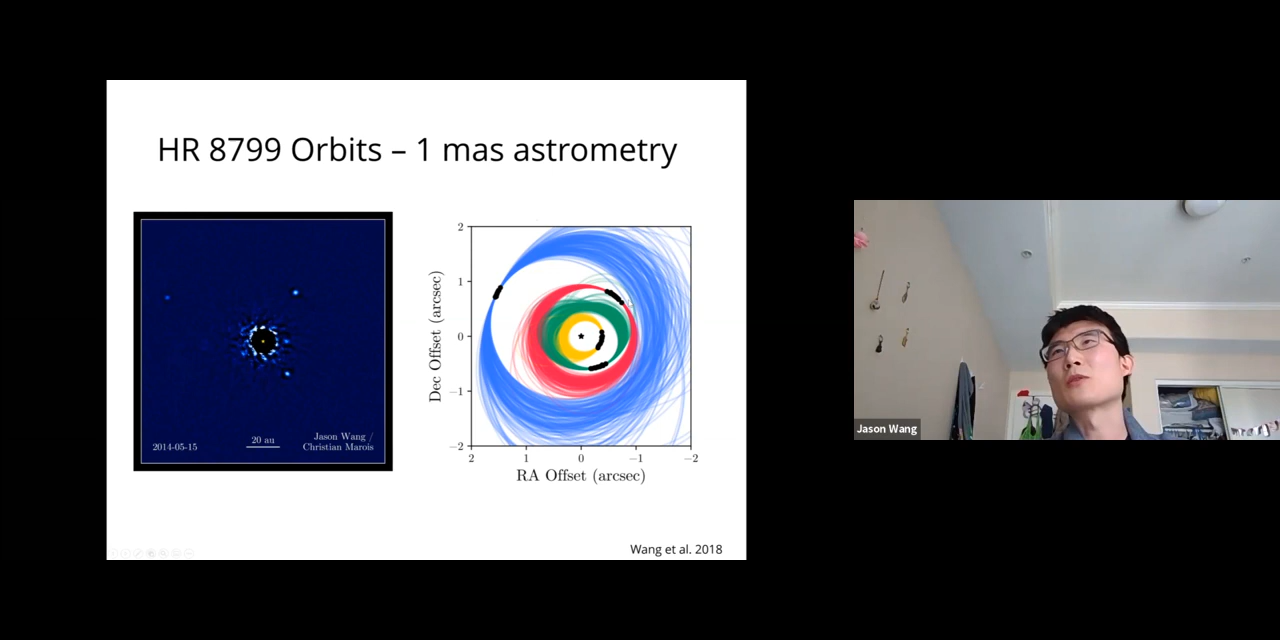 HR 8799 Orbits – 1 mas astrometry
2014-05-15
20 au
Jason Wang /
Christian Marois
2
1
0
−1
−2
Dec Offset (arcsec)
2
1
0
−1
−2
RA Offset (arcsec)
Wang et al. 2018
Jason Wang